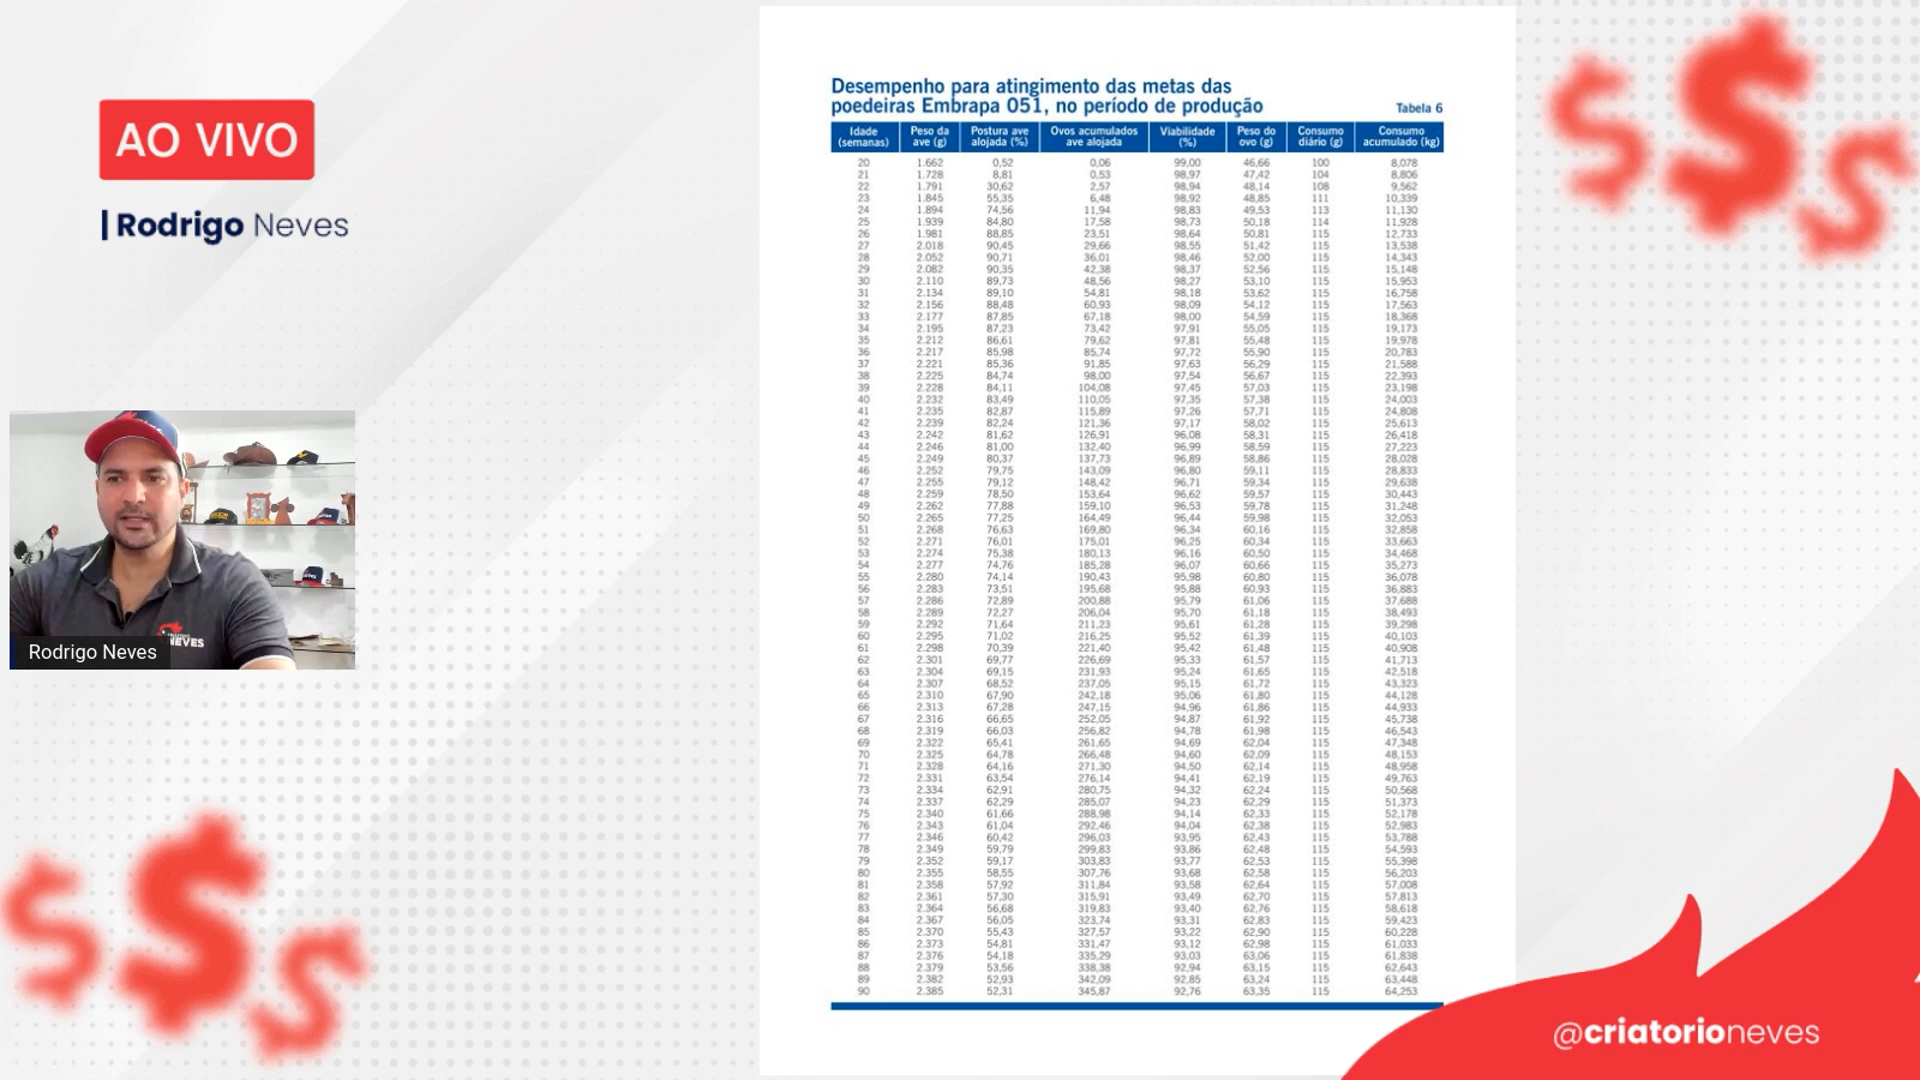 AO VIVO
| Rodrigo Neves
NEVES
Rodrigo Neves
Desempenho para atingimento das metas das
poedeiras Embrapa 051, no período de produção
Tabela 6
Idade (semanas) Peso da ave (g) Postura ave alojada (%) Ovos acumulados ave alojada Viabilidade (%) Peso do ovo (g) Consumo diário (g) Consumo acumulado (kg)
20 1.662 0,52 0,06 99,00 46,66 100 8,078
21 1.728 8,81 0,53 98,97 47,42 104 8,806
22 1.791 30,62 2,57 98,94 48,14 108 9,562
23 1.845 55,35 6,48 98,92 48,85 111 10,339
24 1.894 74,56 11,94 98,83 49,53 113 11,130
25 1.939 84,80 17,58 98,73 50,18 114 11,928
26 1.981 88,85 23,51 98,64 50,81 115 12,733
27 2.018 90,45 29,66 98,55 51,42 115 13,538
28 2.052 90,71 36,01 98,46 52,00 115 14,343
29 2.082 90,35 42,38 98,37 52,56 115 15,148
30 2.110 89,73 48,56 98,27 53,10 115 15,953
31 2.134 89,10 54,81 98,18 53,62 115 16,758
32 2.156 88,48 60,93 98,09 54,12 115 17,563
33 2.177 87,85 67,18 98,00 54,59 115 18,368
34 2.195 87,23 73,42 97,91 55,05 115 19,173
35 2.212 86,61 79,62 97,81 55,48 115 19,978
36 2.217 85,98 85,74 97,72 55,90 115 20,783
37 2.221 85,36 91,85 97,63 56,29 115 21,588
38 2.225 84,74 98,00 97,54 56,67 115 22,393
39 2.228 84,11 104,08 97,45 57,03 115 23,198
40 2.232 83,49 110,05 97,35 57,38 115 24,003
41 2.235 82,87 115,89 97,26 57,71 115 24,808
42 2.239 82,24 121,36 97,17 58,02 115 25,613
43 2.242 81,62 126,91 96,08 58,31 115 26,418
44 2.246 81,00 132,40 96,99 58,59 115 27,223
45 2.249 80,37 137,73 96,89 58,86 115 28,028
46 2.252 79,75 143,09 96,80 59,11 115 28,833
47 2.255 79,12 148,42 96,71 59,34 115 29,638
48 2.259 78,50 153,64 96,62 59,57 115 30,443
49 2.262 77,88 159,10 96,53 59,78 115 31,248
50 2.265 77,25 164,49 96,44 59,98 115 32,053
51 2.268 76,63 169,80 96,34 60,16 115 32,858
52 2.271 76,01 175,01 96,25 60,34 115 33,663
53 2.274 75,38 180,13 96,16 60,50 115 34,468
54 2.277 74,76 185,28 96,07 60,66 115 35,273
55 2.280 74,14 190,43 95,98 60,80 115 36,078
56 2.283 73,51 195,68 95,88 60,93 115 36,883
57 2.286 72,89 200,88 95,79 61,06 115 37,688
58 2.289 72,27 206,04 95,70 61,18 115 38,493
59 2.292 71,64 211,23 95,61 61,28 115 39,298
60 2.295 71,02 216,25 95,52 61,39 115 40,103
61 2.298 70,39 221,40 95,42 61,48 115 40,908
62 2.301 69,77 226,69 95,33 61,57 115 41,713
63 2.304 69,15 231,93 95,24 61,65 115 42,518
64 2.307 68,52 237,05 95,15 61,72 115 43,323
65 2.310 67,90 242,18 95,06 61,80 115 44,128
66 2.313 67,28 247,15 94,96 61,86 115 44,933
67 2.316 66,65 252,05 94,87 61,92 115 45,738
68 2.319 66,03 256,82 94,78 61,98 115 46,543
69 2.322 65,41 261,65 94,69 62,04 115 47,348
70 2.325 64,78 266,48 94,60 62,09 115 48,153
71 2.328 64,16 271,30 94,50 62,14 115 48,958
72 2.331 63,54 276,14 94,41 62,19 115 49,763
73 2.334 62,91 280,75 94,32 62,24 115 50,568
74 2.337 62,29 285,07 94,23 62,29 115 51,373
75 2.340 61,66 288,98 94,14 62,33 115 52,178
76 2.343 61,04 292,46 94,04 62,38 115 52,983
77 2.346 60,42 296,03 93,95 62,43 115 53,788
78 2.349 59,79 299,83 93,86 62,48 115 54,593
79 2.352 59,17 303,83 93,77 62,53 115 55,398
80 2.355 58,55 307,76 93,68 62,58 115 56,203
81 2.358 57,92 311,84 93,58 62,64 115 57,008
82 2.361 57,30 315,91 93,49 62,70 115 57,813
83 2.364 56,68 319,83 93,40 62,76 115 58,618
84 2.367 56,05 323,74 93,31 62,83 115 59,423
85 2.370 55,43 327,57 93,22 62,90 115 60,228
86 2.373 54,81 331,47 93,12 62,98 115 61,033
87 2.376 54,18 335,29 93,03 63,06 115 61,838
88 2.379 53,56 338,38 92,94 63,15 115 62,643
89 2.382 52,93 342,09 92,85 63,24 115 63,448
90 2.385 52,31 345,87 92,76 63,35 115 64,253
@criatorioneves